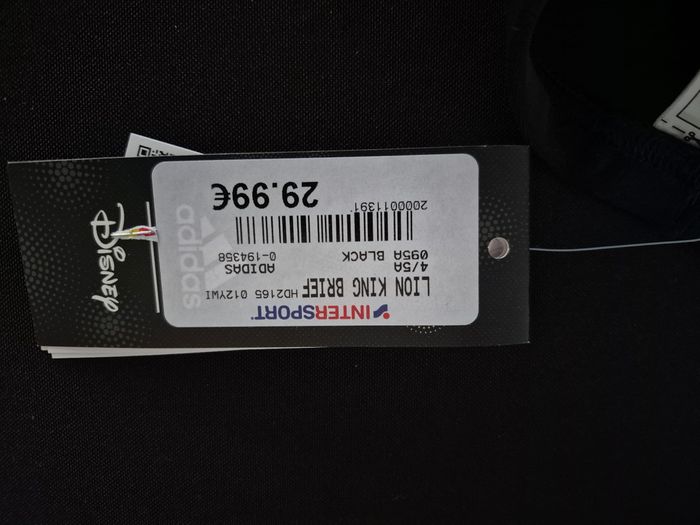 INTERSPORT
LION KING BRIEF HD2165 012YWI
4/5A ADIDAS
095A BLACK 0-194358
2000011391
29.99€
adidas
Disney